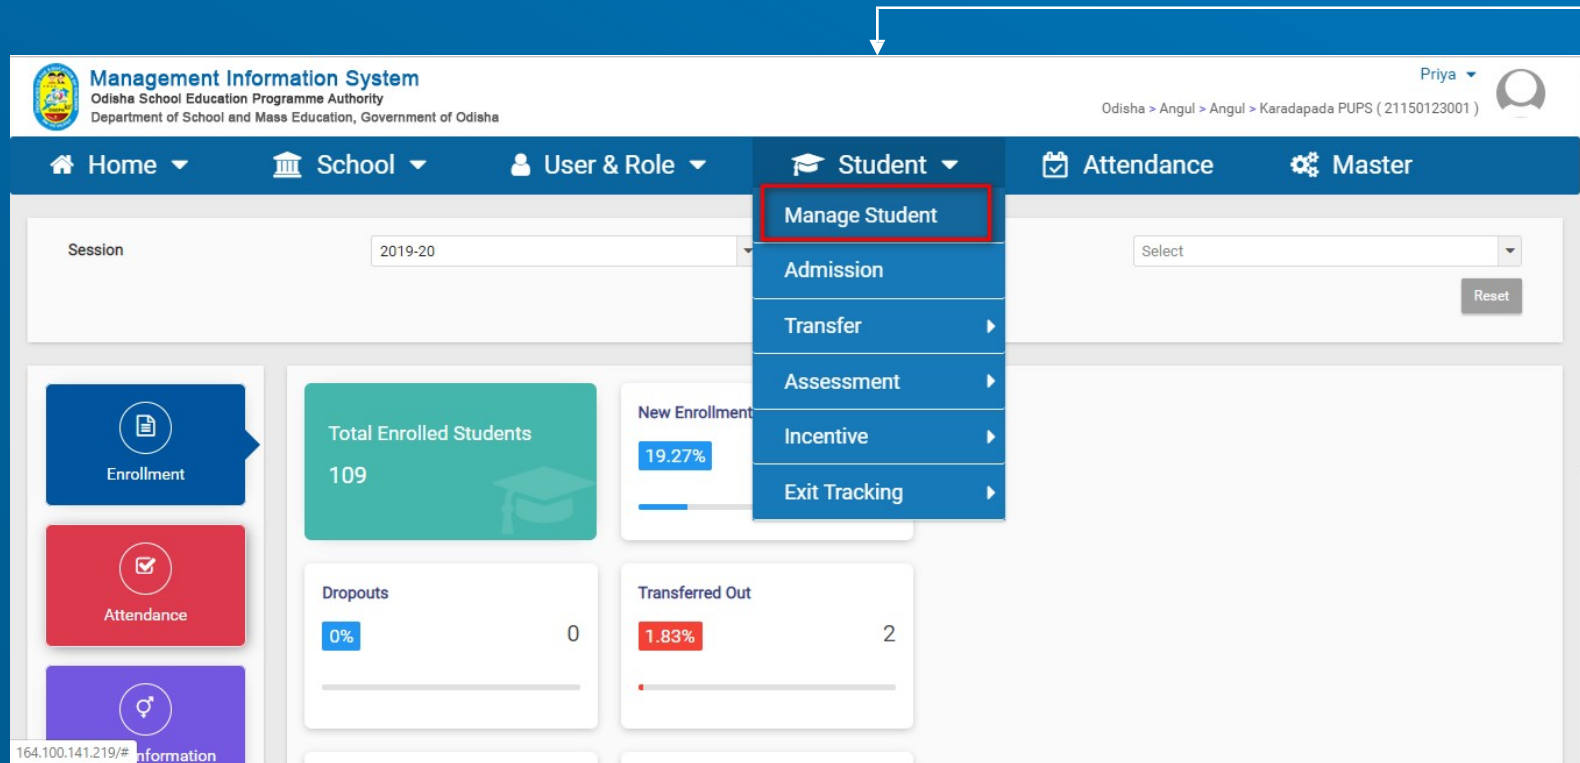 Management Information System
Odisha School Education Programme Authority
Department of School and Mass Education, Government of Odisha
Priya
Odisha > Angul > Angul > Karadapada PUPS ( 21150123001 )
Home
School
User & Role
Student
Attendance
Master
Manage Student
Admission
Transfer
Assessment
Incentive
Exit Tracking
Session
2019-20
Select
Reset
Enrollment
Attendance
nformation
Total Enrolled Students
109
New Enrollment
19.27%
Dropouts
0%
0
Transferred Out
1.83%
2
164.100.141.219/#